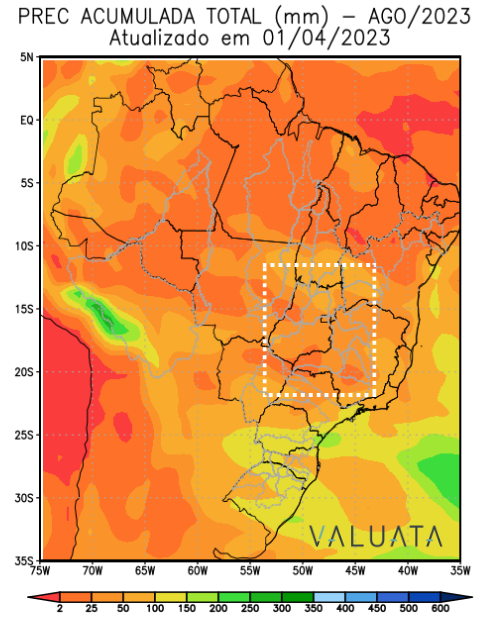 PREC ACUMULADA TOTAL (mm) – AGO/2023
Atualizado em 01/04/2023
5N
EQ
5S
10S
15S
20S
25S
30S
35S
VALUATA
75W 70W 65W 60W 55W 50W 45W 40W 35W
2 25 50 100 150 200 250 300 350 400 450 500 600